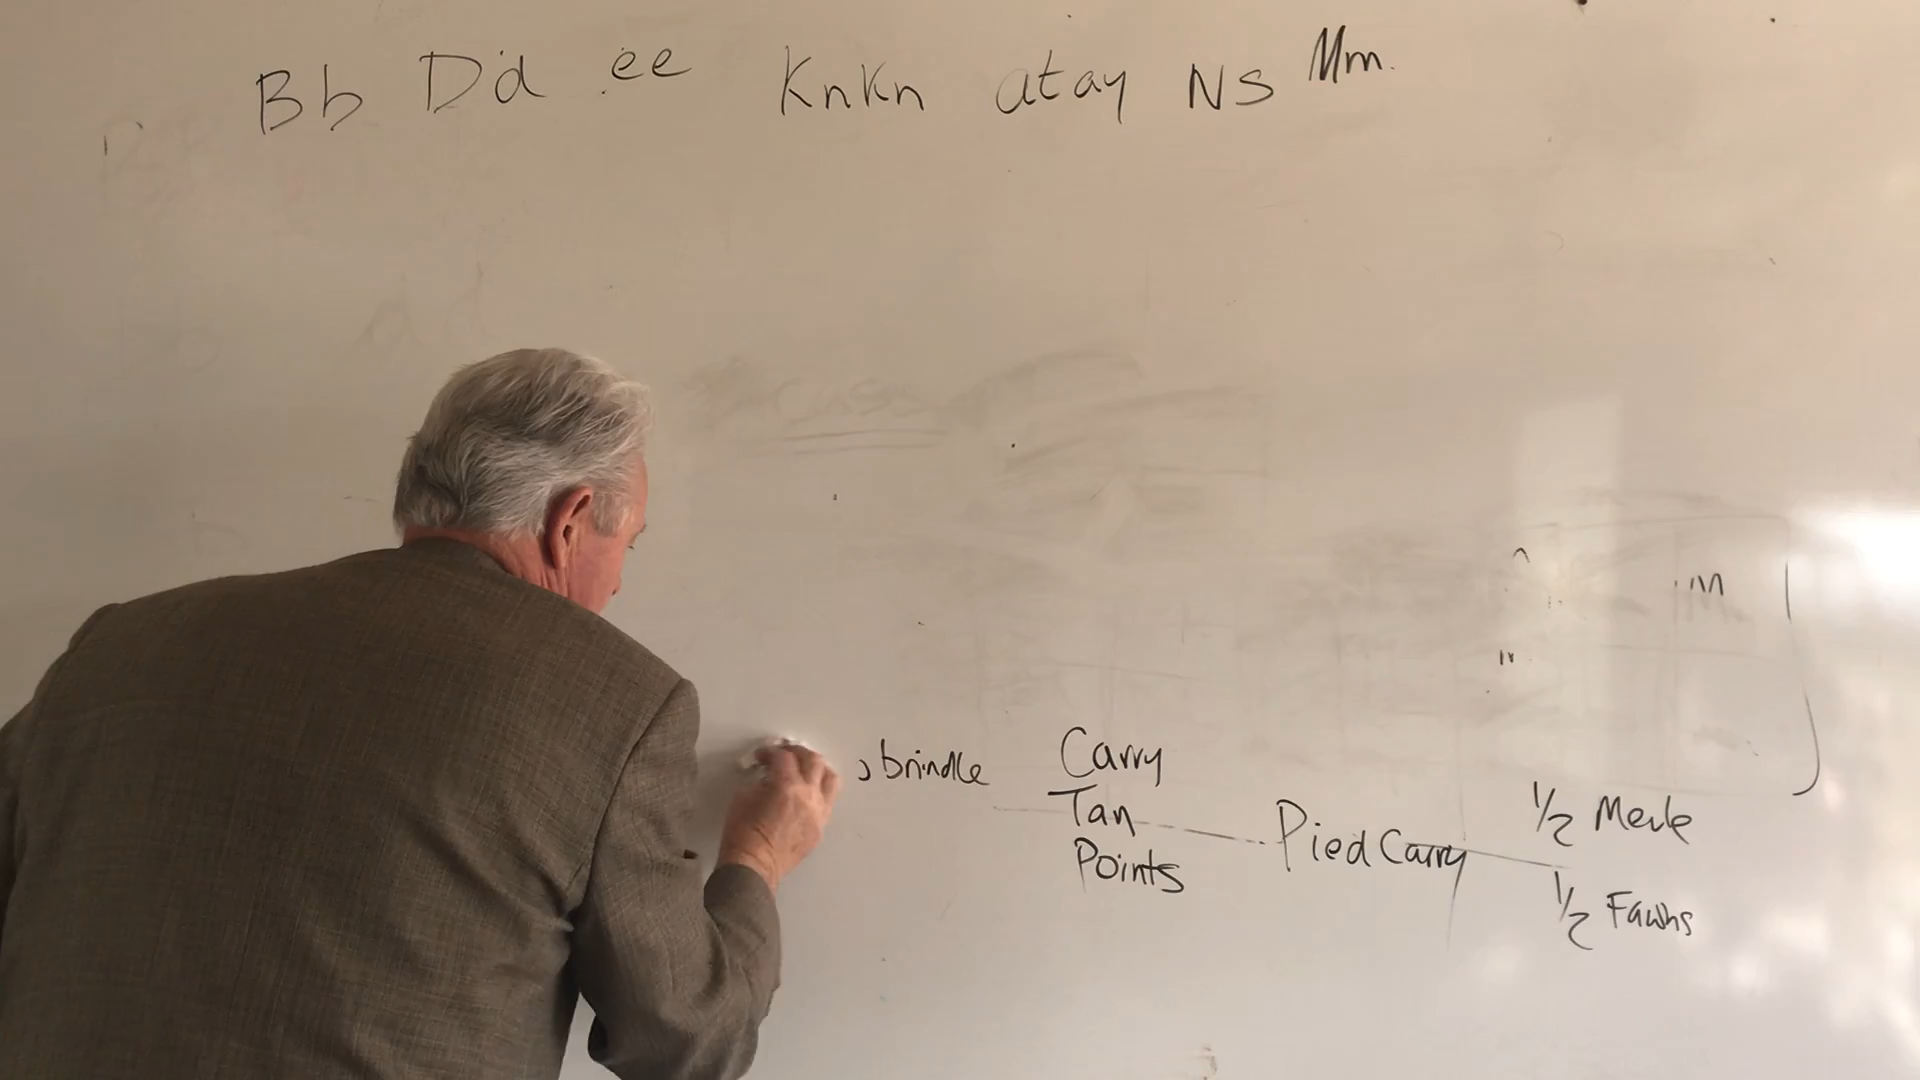 Bb Dd ee KnKn atay NS Mm.
, brindle
Carry
Tan
Points
Pied Carry
1/2 Merle
1/2 Fawns